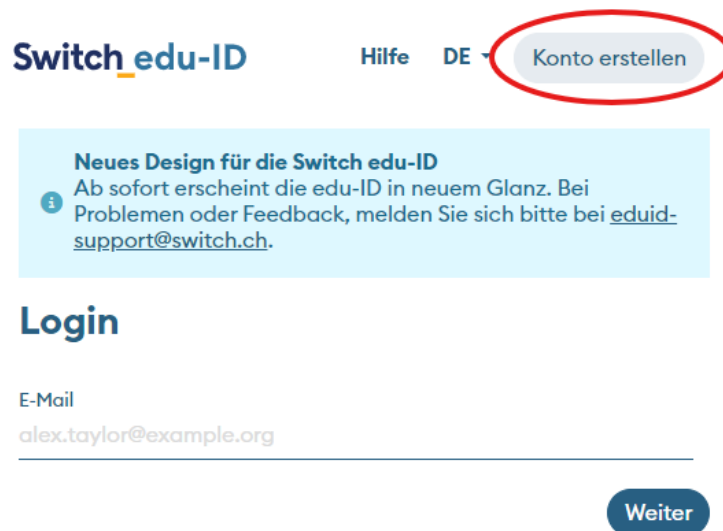 Switch edu-ID Hilfe DE Konto erstellen
Neues Design für die Switch edu-ID
Ab sofort erscheint die edu-ID in neuem Glanz. Bei
Problemen oder Feedback, melden Sie sich bitte bei eduid-
support@switch.ch.
Login
E-Mail
alex.taylor@example.org
Weiter